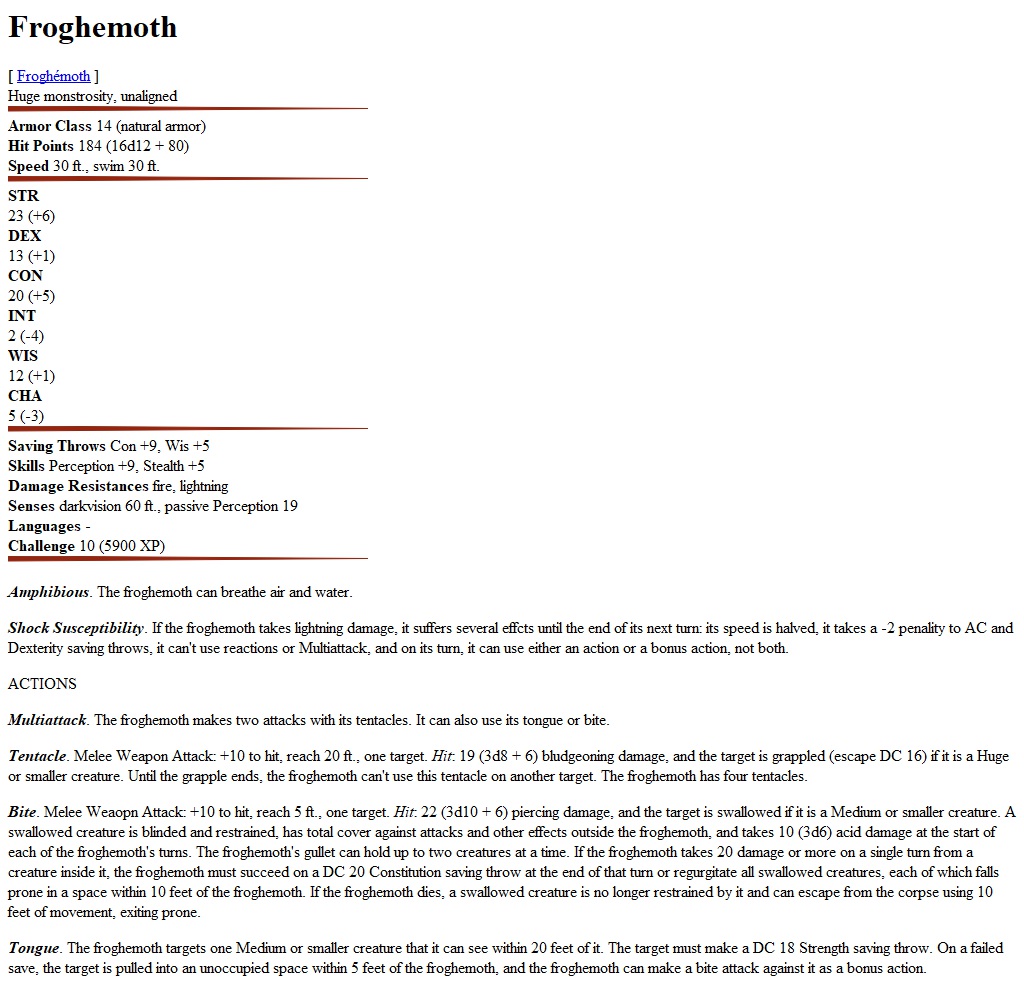 Froghemoth
[ Froghémoth ]
Huge monstrosity, unaligned
Armor Class 14 (natural armor)
Hit Points 184 (16d12 + 80)
Speed 30 ft., swim 30 ft.
STR
23 (+6)
DEX
13 (+1)
CON
20 (+5)
INT
2 (-4)
WIS
12 (+1)
CHA
5 (-3)
Saving Throws Con +9, Wis +5
Skills Perception +9, Stealth +5
Damage Resistances fire, lightning
Senses darkvision 60 ft., passive Perception 19
Languages -
Challenge 10 (5900 XP)
Amphibious. The froghemoth can breathe air and water.
Shock Susceptibility. If the froghemoth takes lightning damage, it suffers several effcts until the end of its next turn: its speed is halved, it takes a -2 penality to AC and
Dexterity saving throws, it can't use reactions or Multiattack, and on its turn, it can use either an action or a bonus action, not both.
ACTIONS
Multiattack. The froghemoth makes two attacks with its tentacles. It can also use its tongue or bite.
Tentacle. Melee Weapon Attack: +10 to hit, reach 20 ft., one target. Hit: 19 (3d8 + 6) bludgeoning damage, and the target is grappled (escape DC 16) if it is a Huge
or smaller creature. Until the grapple ends, the froghemoth can't use this tentacle on another target. The froghemoth has four tentacles.
Bite. Melee Weaopn Attack: +10 to hit, reach 5 ft., one target. Hit: 22 (3d10 + 6) piercing damage, and the target is swallowed if it is a Medium or smaller creature. A
swallowed creature is blinded and restrained, has total cover against attacks and other effects outside the froghemoth, and takes 10 (3d6) acid damage at the start of
each of the froghemoth's turns. The froghemoth's gullet can hold up to two creatures at a time. If the froghemoth takes 20 damage or more on a single turn from a
creature inside it, the froghemoth must succeed on a DC 20 Constitution saving throw at the end of that turn or regurgitate all swallowed creatures, each of which falls
prone in a space within 10 feet of the froghemoth. If the froghemoth dies, a swallowed creature is no longer restrained by it and can escape from the corpse using 10
feet of movement, exiting prone.
Tongue. The froghemoth targets one Medium or smaller creature that it can see within 20 feet of it. The target must make a DC 18 Strength saving throw. On a failed
save, the target is pulled into an unoccupied space within 5 feet of the froghemoth, and the froghemoth can make a bite attack against it as a bonus action.